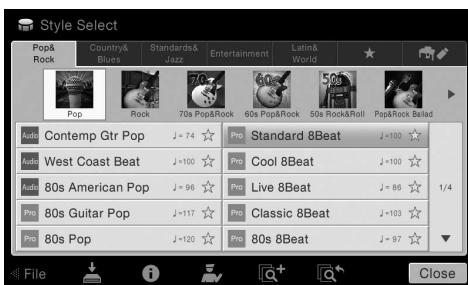 Style Select
Pop& Rock
Country& Blues
Standards& Jazz
Entertainment
Latin& World
Pop
Rock
70s Pop&Rock
60s Pop&Rock
50s Rock&Roll
Pop&Rock Ballad
Audio Contemp Gtr Pop ♩= 74
Pro Standard 8Beat ♩=100
Audio West Coast Beat ♩=100
Pro Cool 8Beat ♩=100
Audio 80s American Pop ♩= 96
Pro Live 8Beat ♩= 86
1/4
Pro 80s Guitar Pop ♩=117
Pro Classic 8Beat ♩=103
Pro 80s Pop ♩=120
Pro 80s 8Beat ♩= 97
File
Close